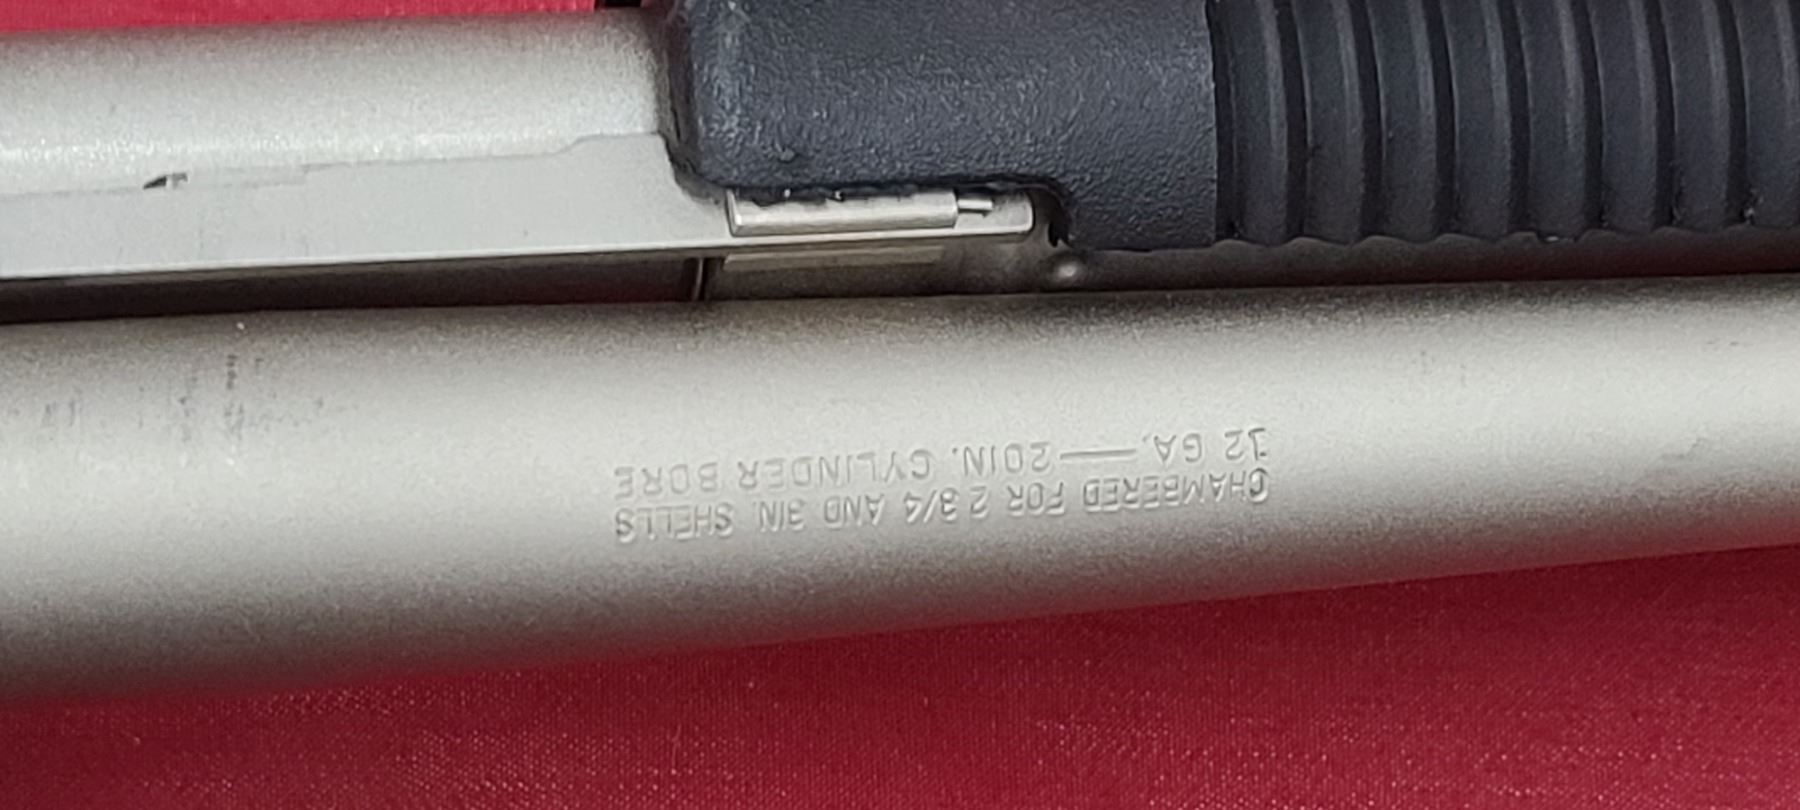 CHAMBERED FOR 2 3/4 AND 3IN. SHELLS
12 GA.—20IN. CYLINDER BORE